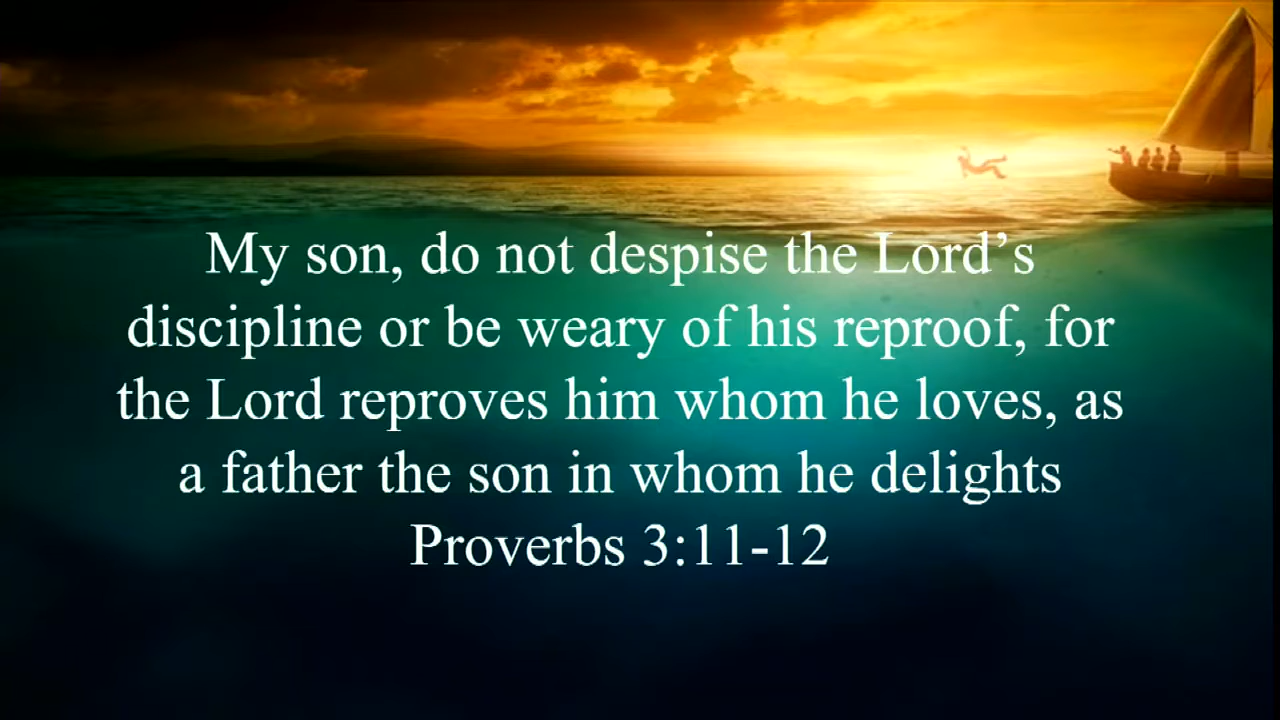 My son, do not despise the Lord’s
discipline or be weary of his reproof, for
the Lord reproves him whom he loves, as
a father the son in whom he delights
Proverbs 3:11-12